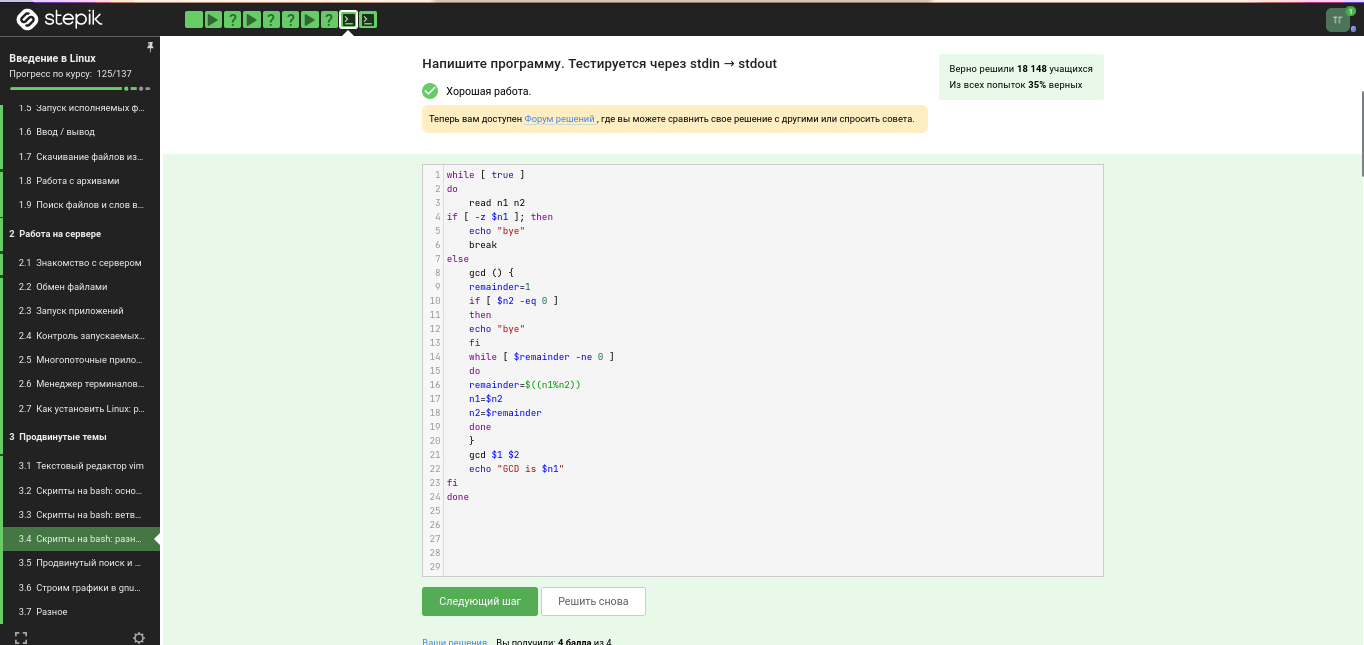 stepik
ТГ
1
Введение в Linux
Прогресс по курсу: 125/137
1.5 Запуск исполняемых ф...
1.6 Ввод / вывод
1.7 Скачивание файлов из...
1.8 Работа с архивами
1.9 Поиск файлов и слов в...
2 Работа на сервере
2.1 Знакомство с сервером
2.2 Обмен файлами
2.3 Запуск приложений
2.4 Контроль запускаемых...
2.5 Многопоточные прило...
2.6 Менеджер терминалов...
2.7 Как установить Linux: р...
3 Продвинутые темы
3.1 Текстовый редактор vim
3.2 Скрипты на bash: осно...
3.3 Скрипты на bash: ветв...
3.4 Скрипты на bash: разн...
3.5 Продвинутый поиск и ...
3.6 Строим графики в gnu...
3.7 Разное
Напишите программу. Тестируется через stdin → stdout
Хорошая работа.
Верно решили 18 148 учащихся
Из всех попыток 35% верных
Теперь вам доступен Форум решений , где вы можете сравнить свое решение с другими или спросить совета.
1 while [ true ]
2 do
3     read n1 n2
4 if [ -z $n1 ]; then
5     echo "bye"
6     break
7 else
8     gcd () {
9     remainder=1
10     if [ $n2 -eq 0 ]
11     then
12     echo "bye"
13     fi
14     while [ $remainder -ne 0 ]
15     do
16     remainder=$((n1%n2))
17     n1=$n2
18     n2=$remainder
19     done
20     }
21     gcd $1 $2
22     echo "GCD is $n1"
23 fi
24 done
25
26
27
28
29
Следующий шаг
Решить снова
Ваши решения Вы получили: 4 балла из 4